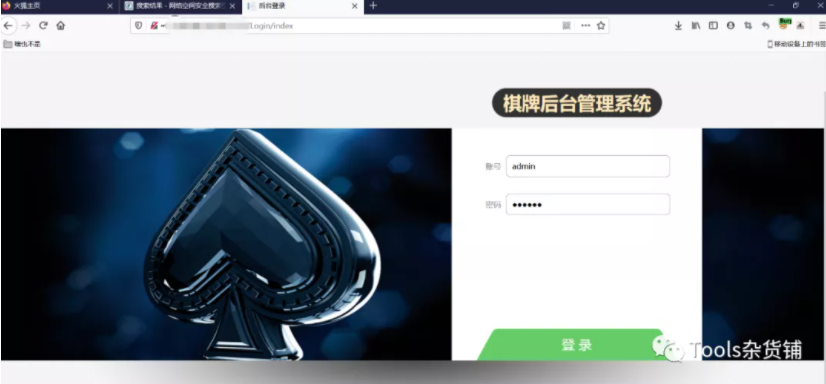 火狐主页
搜索结果 - 网络空间安全搜索
后台登录
/Login/index
啥也不是
移动设备上的书签
棋牌后台管理系统
账号
admin
密码
••••••
登录
Tools杂货铺